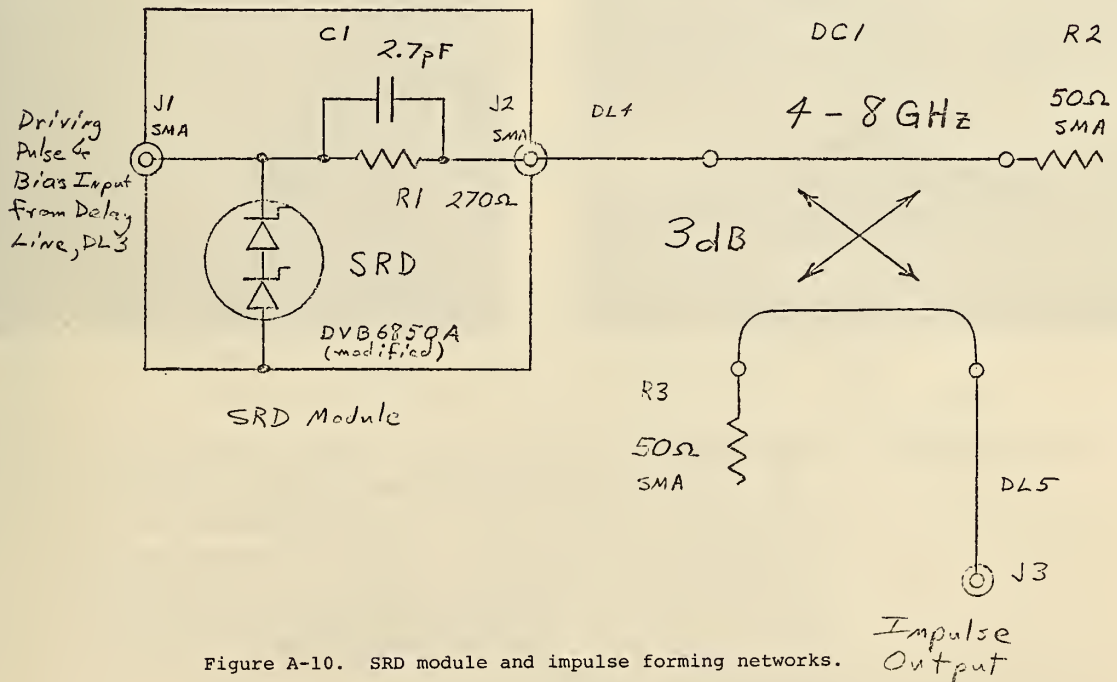 C1
2.7pF
J1
SMA
Driving
Pulse &
Bias Input
from Delay
Line, DL3
J2
SMA
R1 270Ω
SRD
DVB6850A
(modified)
SRD Module
DL4
DC1
4 - 8 GHz
R2
50Ω
SMA
3dB
R3
50Ω
SMA
DL5
J3
Impulse
Output
Figure A-10. SRD module and impulse forming networks.